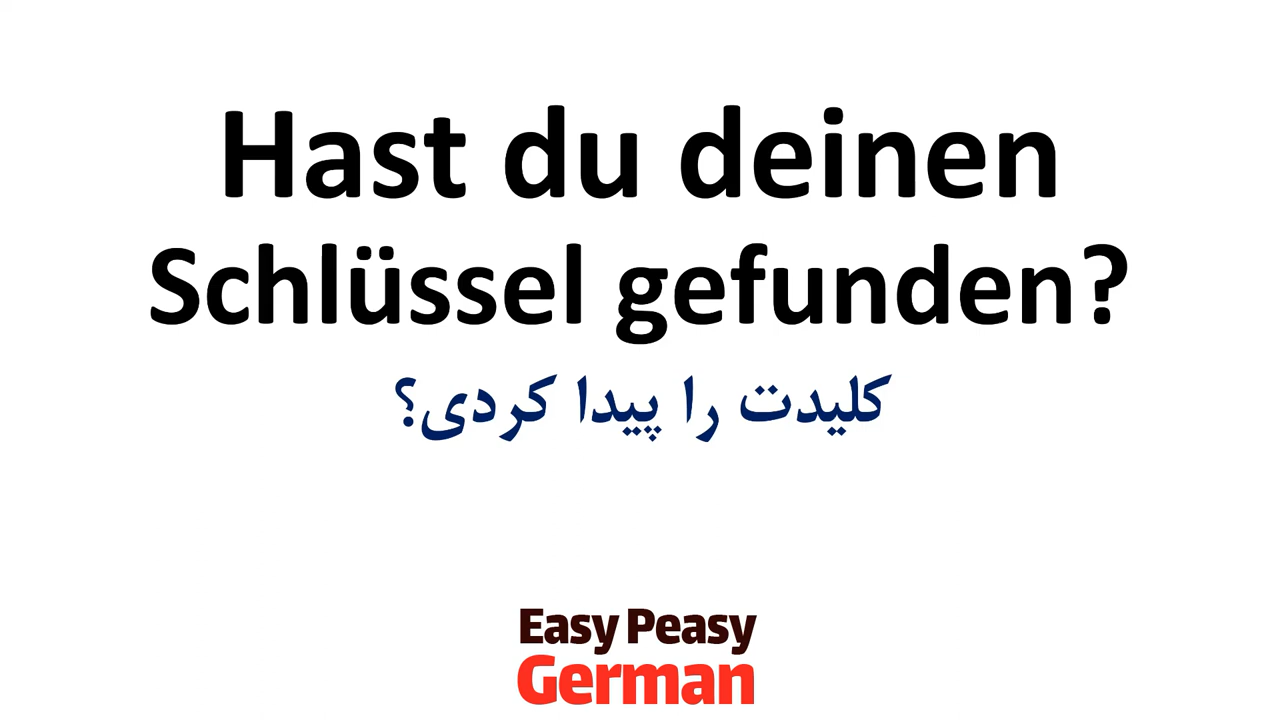 Hast du deinen
Schlüssel gefunden?
کلیدت را پیدا کردی؟
Easy Peasy
German